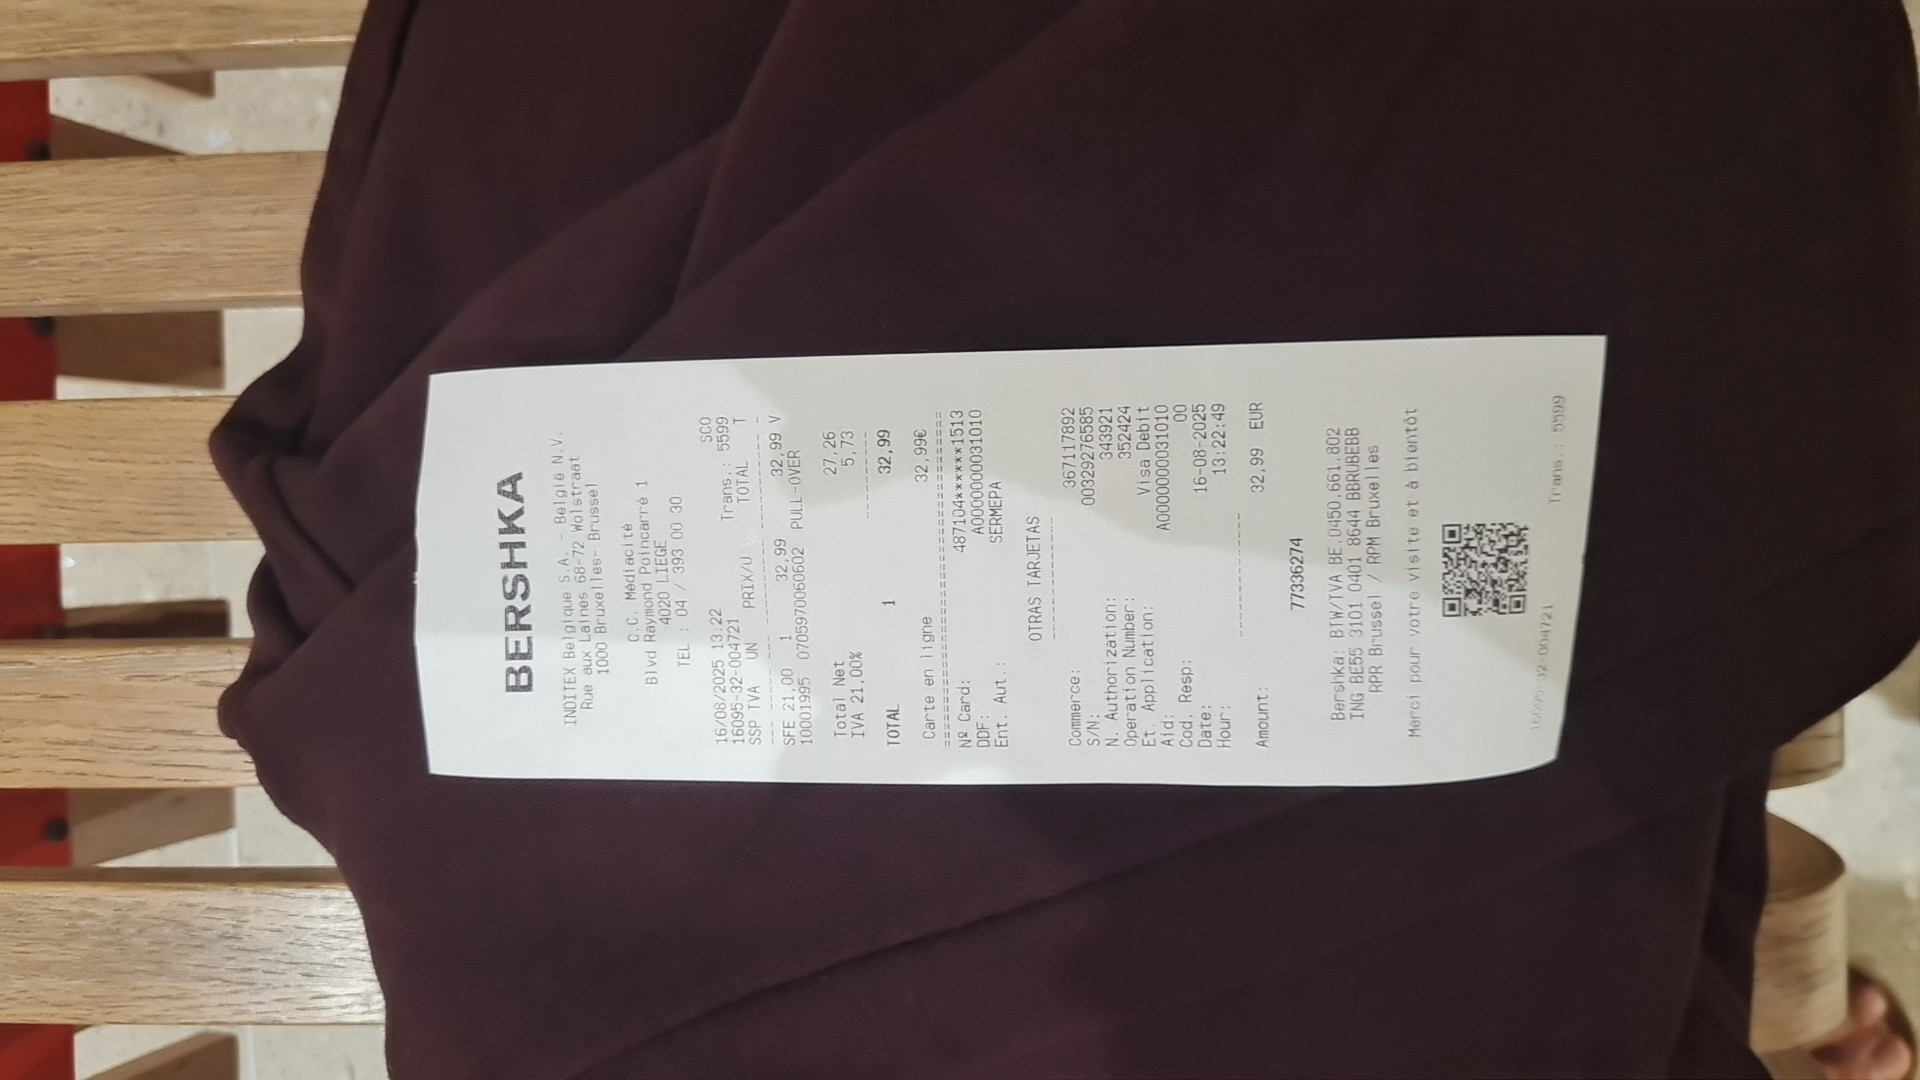 BERSHKA
INDITEX Belgique S.A. - België N.V.
Rue aux Laines 68-72 Wolstraat
1000 Bruxelles- Brussel
C.C. Médiacité
Blvd Raymond Poincarré 1
4020 LIEGE
TEL : 04 / 393 00 30
SCO
16/08/2025 13:22 Trans.: 5599
16095-32-004721
SSP TVA UN PRIX/U TOTAL T
SFE 21,00 1 32,99 32,99 V
10001995 0705970060602 PULL-OVER
Total Net 27,26
IVA 21,00% 5,73
TOTAL 1 32,99
Carte en ligne 32,99€
Nº Card: 487104******1513
DDF: A0000000031010
Ent. Aut.: SERMEPA
OTRAS TARJETAS
Commerce: 367117892
S/N: 00329276585
N. Authorization: 343921
Operation Number: 352424
Et. Application: Visa Debit
Aid: A0000000031010
Cod. Resp: 00
Date: 16-08-2025
Hour: 13:22:49
Amount: 32,99 EUR
77336274
Bershka: BTW/TVA BE.0450.661.802
ING BE55 3101 0401 8644 BBRUBEBB
RPR Brussel / RPM Bruxelles
Merci pour votre visite et à bientôt
16095-32-004721 Trans.: 5599